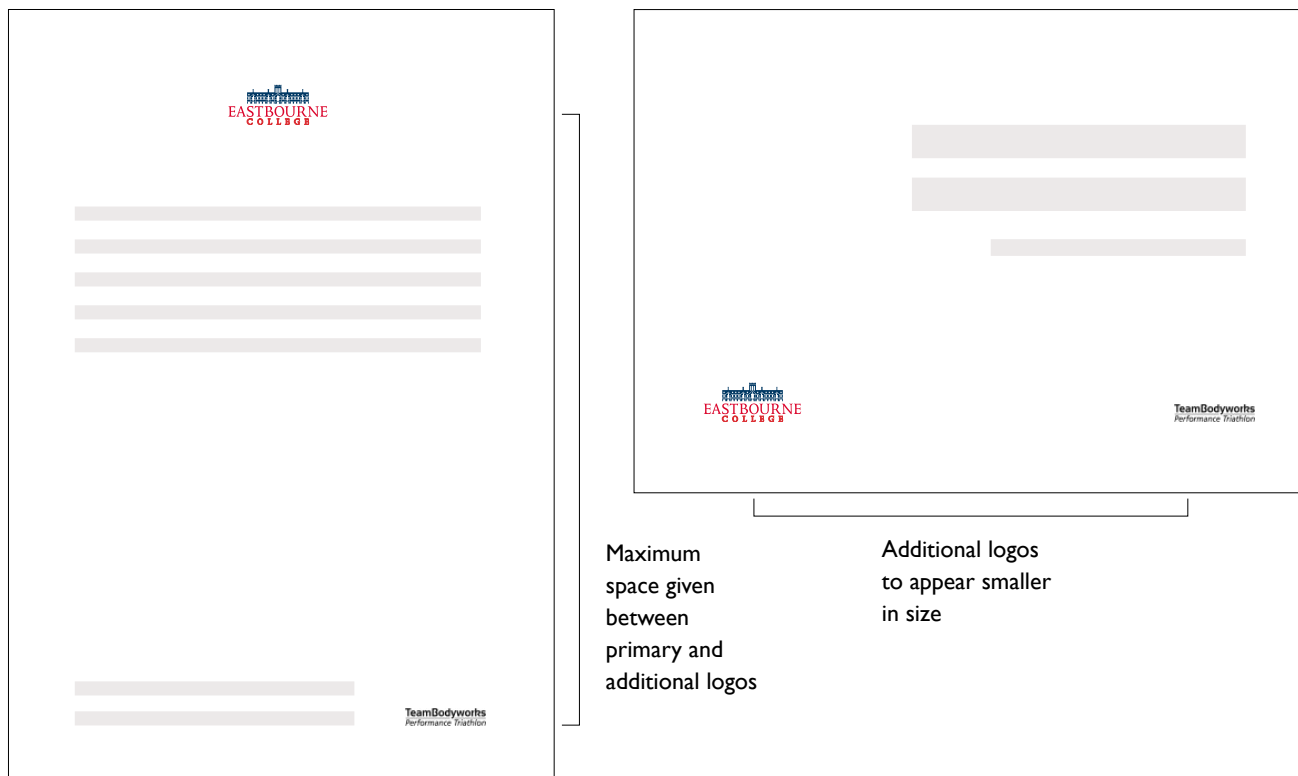 EASTBOURNE
COLLEGE
TeamBodyworks
Performance Triathlon
EASTBOURNE
COLLEGE
TeamBodyworks
Performance Triathlon
Maximum
space given
between
primary and
additional logos
Additional logos
to appear smaller
in size